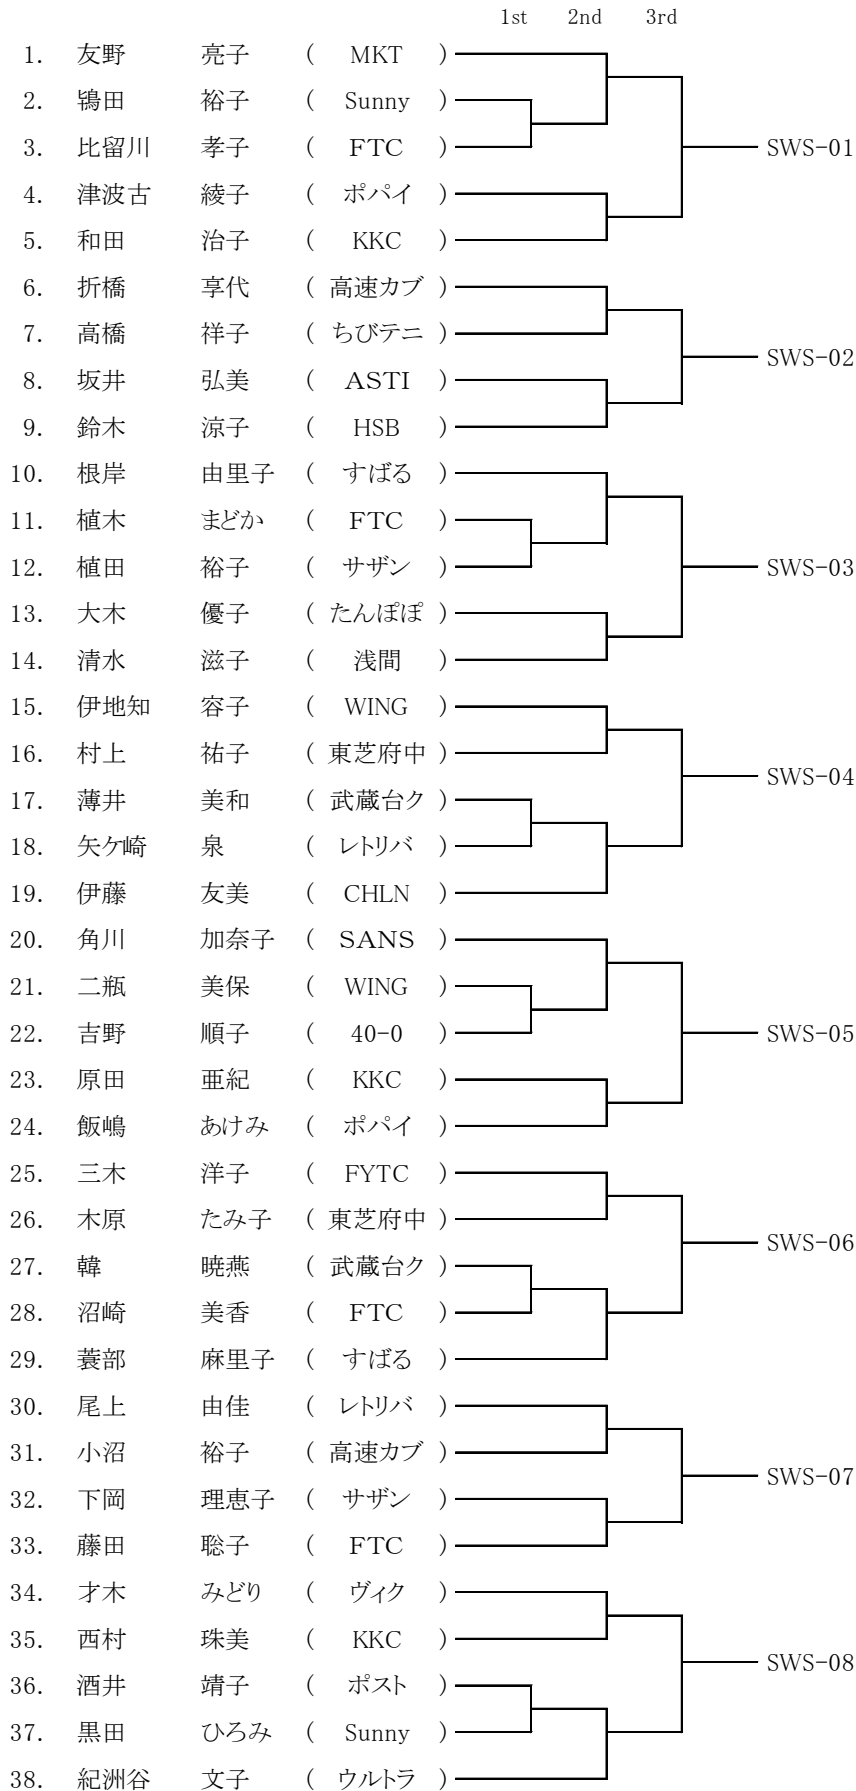 1st 2nd 3rd
1. 友野 亮子 ( MKT )
2. 鴇田 裕子 ( Sunny )
3. 比留川 孝子 ( FTC ) SWS-01
4. 津波古 綾子 ( ポパイ )
5. 和田 治子 ( KKC )
6. 折橋 享代 ( 高速カブ )
7. 高橋 祥子 ( ちびテニ )
SWS-02
8. 坂井 弘美 ( ASTI )
9. 鈴木 涼子 ( HSB )
10. 根岸 由里子 ( すばる )
11. 植木 まどか ( FTC )
12. 植田 裕子 ( サザン ) SWS-03
13. 大木 優子 ( たんぽぽ )
14. 清水 滋子 ( 浅間 )
15. 伊地知 容子 ( WING )
16. 村上 祐子 ( 東芝府中 )
SWS-04
17. 薄井 美和 ( 武蔵台ク )
18. 矢ケ崎 泉 ( レトリバ )
19. 伊藤 友美 ( CHLN )
20. 角川 加奈子 ( SANS )
21. 二瓶 美保 ( WING )
22. 吉野 順子 ( 40-0 ) SWS-05
23. 原田 亜紀 ( KKC )
24. 飯嶋 あけみ ( ポパイ )
25. 三木 洋子 ( FYTC )
26. 木原 たみ子 ( 東芝府中 )
SWS-06
27. 韓 暁燕 ( 武蔵台ク )
28. 沼崎 美香 ( FTC )
29. 蓑部 麻里子 ( すばる )
30. 尾上 由佳 ( レトリバ )
31. 小沼 裕子 ( 高速カブ )
SWS-07
32. 下岡 理恵子 ( サザン )
33. 藤田 聡子 ( FTC )
34. 才木 みどり ( ヴィク )
35. 西村 珠美 ( KKC )
SWS-08
36. 酒井 靖子 ( ポスト )
37. 黒田 ひろみ ( Sunny )
38. 紀洲谷 文子 ( ウルトラ )